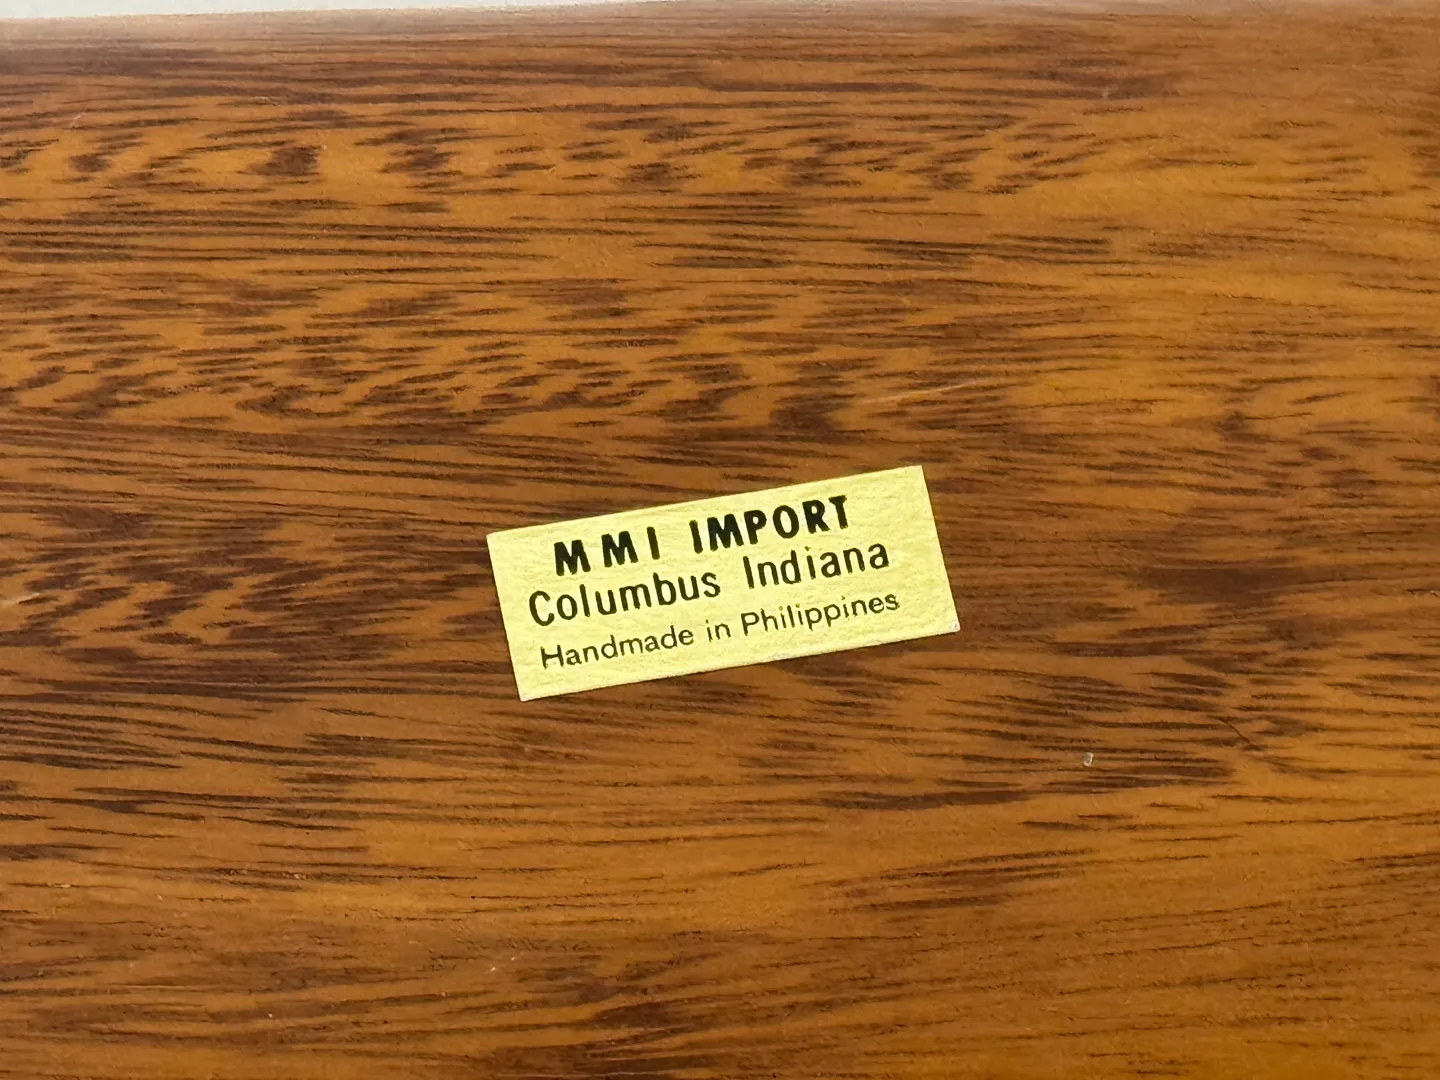 MMI IMPORT
Columbus Indiana
Handmade in Philippines